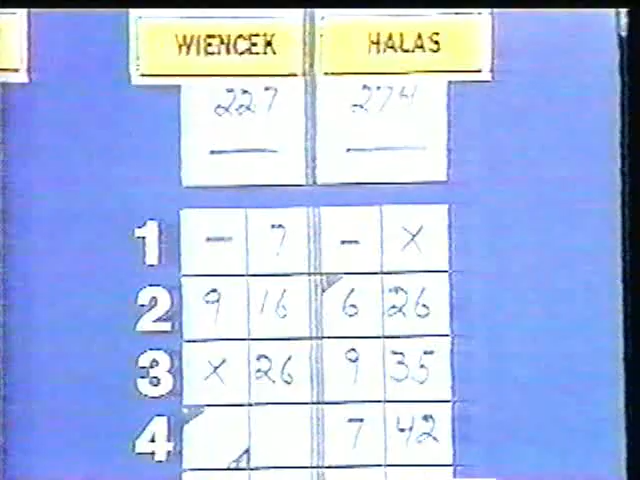 WIENCEK HALAS
227 274
1 - 7 - X
2 9 16 6 26
3 X 26 9 35
4 7 42